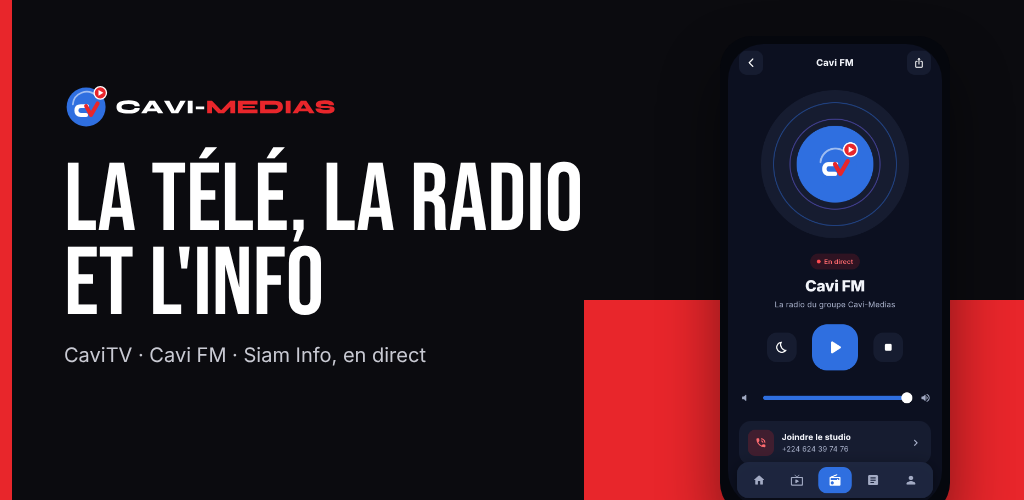 CAVI-MEDIAS
LA TÉLÉ, LA RADIO
ET L'INFO
CaviTV · Cavi FM · Siam Info, en direct
Cavi FM
CV
En direct
Cavi FM
La radio du groupe Cavi-Medias
Joindre le studio
+224 624 39 74 76